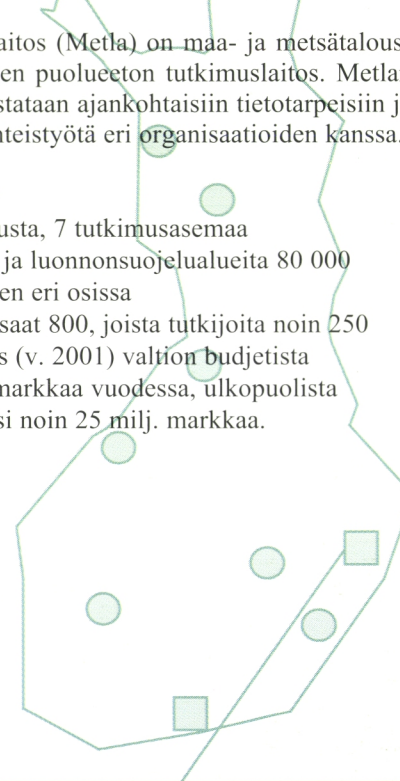 aitos (Metla) on maa- ja metsätalous
en puolueeton tutkimuslaitos. Metla
stataan ajankohtaisiin tietotarpeisiin j
hteistyötä eri organisaatioiden kanssa.
usta, 7 tutkimusasemaa
ja luonnonsuojelualueita 80 000
en eri osissa
saat 800, joista tutkijoita noin 250
s (v. 2001) valtion budjetista
markkaa vuodessa, ulkopuolista
si noin 25 milj. markkaa.